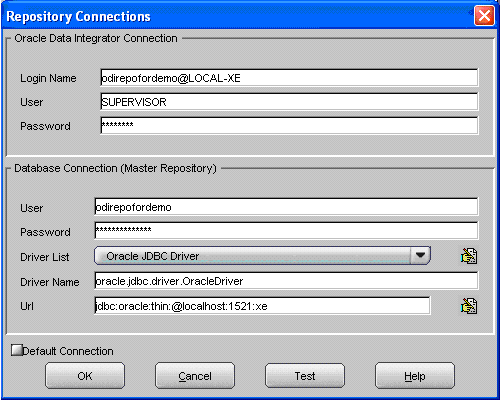 Repository Connections
Oracle Data Integrator Connection
Login Name odirepofordemo@LOCAL-XE
User SUPERVISOR
Password ********
Database Connection (Master Repository)
User odirepofordemo
Password *************
Driver List Oracle JDBC Driver
Driver Name oracle.jdbc.driver.OracleDriver
Url jdbc:oracle:thin:@localhost:1521:xe
Default Connection
OK Cancel Test Help